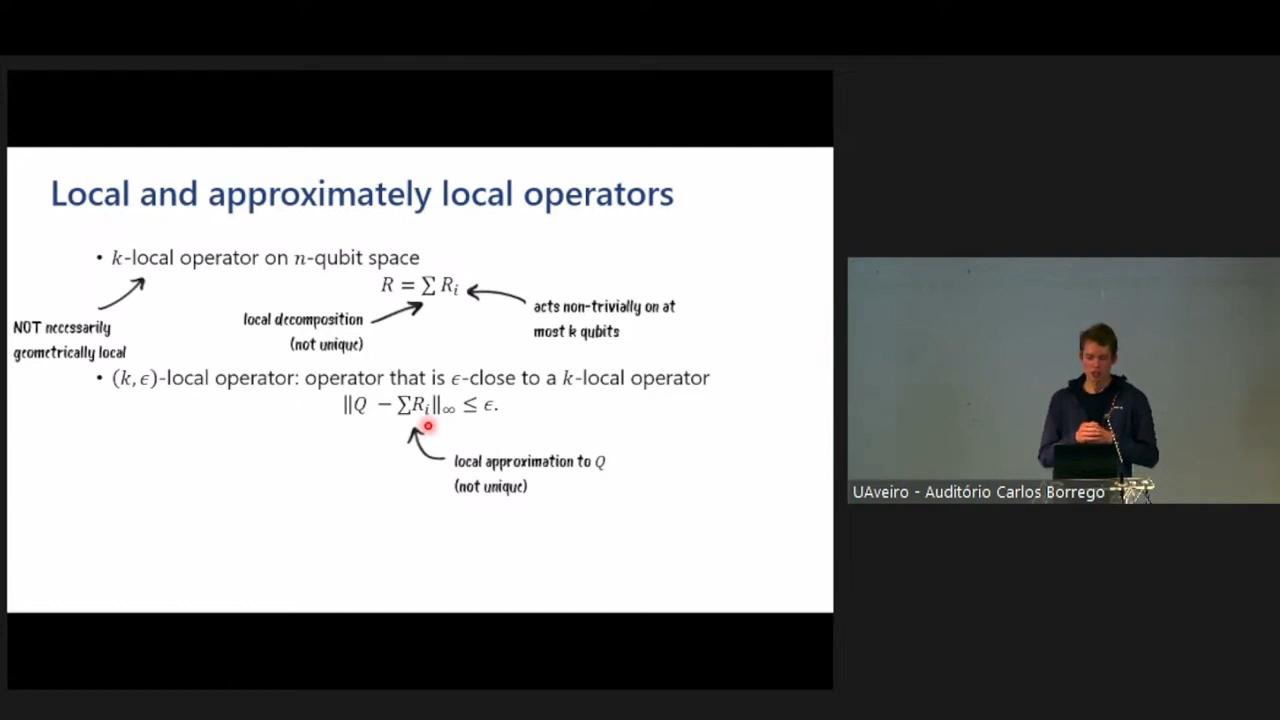 Local and approximately local operators
• k-local operator on n-qubit space
R = ∑ Rᵢ
acts non-trivially on at
most k qubits
local decomposition
(not unique)
NOT necessarily
geometrically local
• (k, ϵ)-local operator: operator that is ϵ-close to a k-local operator
‖Q − ∑Rᵢ‖∞ ≤ ϵ.
local approximation to Q
(not unique)
UAveiro - Auditório Carlos Borrego